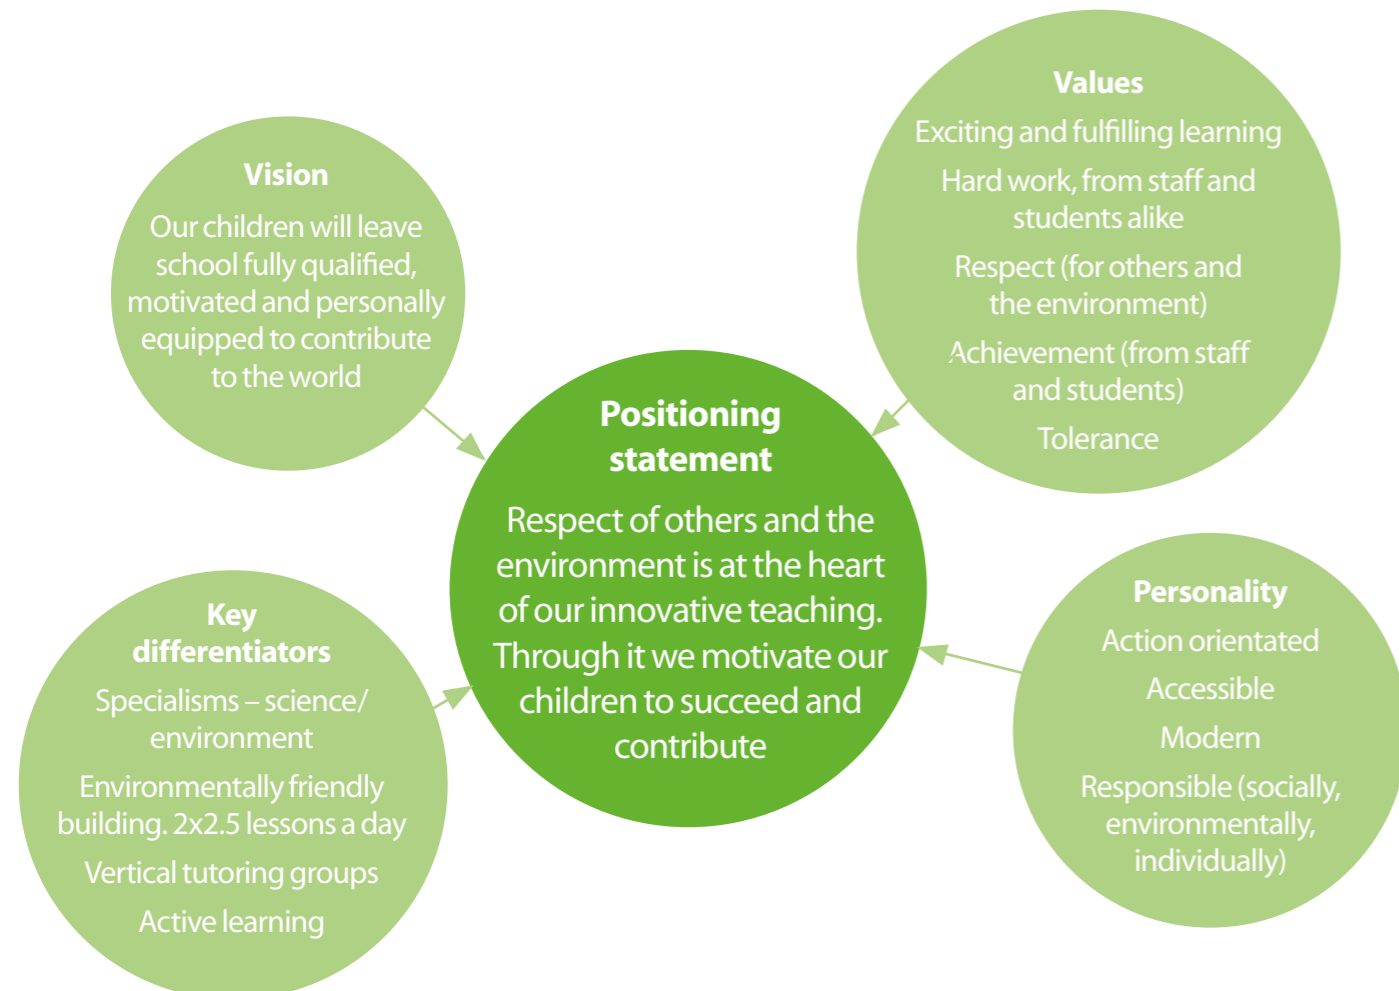 Vision
Our children will leave
school fully qualified,
motivated and personally
equipped to contribute
to the world
Values
Exciting and fulfilling learning
Hard work, from staff and
students alike
Respect (for others and
the environment)
Achievement (from staff
and students)
Tolerance
Positioning
statement
Respect of others and the
environment is at the heart
of our innovative teaching.
Through it we motivate our
children to succeed and
contribute
Key
differentiators
Specialisms – science/
environment
Environmentally friendly
building. 2x2.5 lessons a day
Vertical tutoring groups
Active learning
Personality
Action orientated
Accessible
Modern
Responsible (socially,
environmentally,
individually)